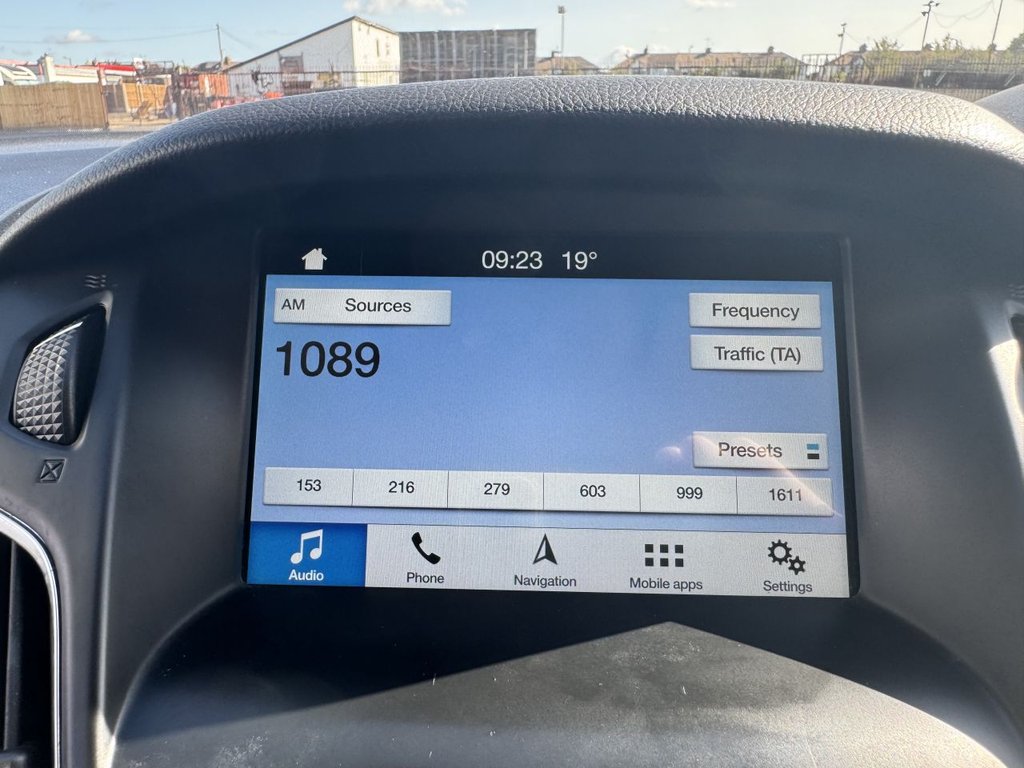 09:23 19°
AM Sources
Frequency
1089
Traffic (TA)
Presets
153 216 279 603 999 1611
Audio Phone Navigation Mobile apps Settings